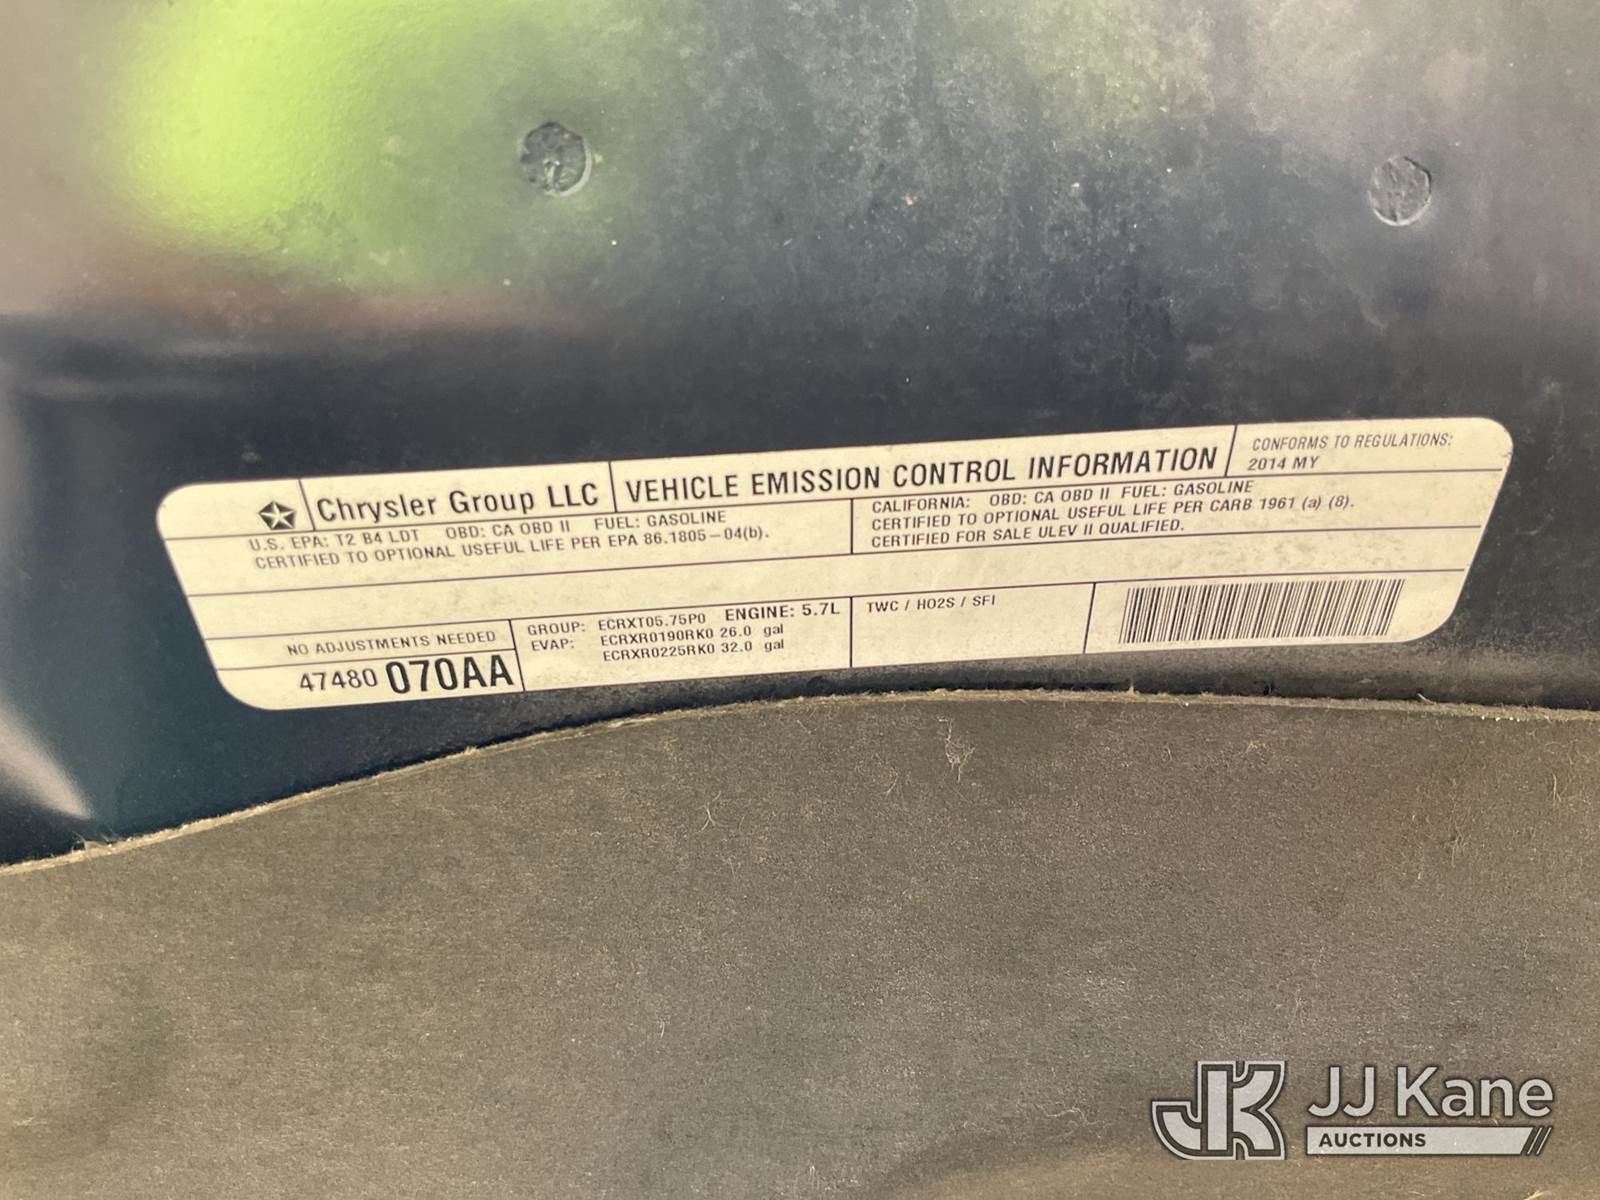 Chrysler Group LLC
VEHICLE EMISSION CONTROL INFORMATION
CONFORMS TO REGULATIONS:
2014 MY
U.S. EPA: T2 B4 LDT OBD: CA OBD II FUEL: GASOLINE
CERTIFIED TO OPTIONAL USEFUL LIFE PER EPA 86.1805-04(b).
CALIFORNIA: OBD: CA OBD II FUEL: GASOLINE
CERTIFIED TO OPTIONAL USEFUL LIFE PER CARB 1961 (a) (8).
CERTIFIED FOR SALE ULEV II QUALIFIED.
NO ADJUSTMENTS NEEDED
47480 070AA
GROUP: ECRXT05.75P0 ENGINE: 5.7L
EVAP: ECRXR0190RK0 26.0 gal
ECRXR0225RK0 32.0 gal
TWC / HO2S / SFI
JK
JJ Kane
AUCTIONS